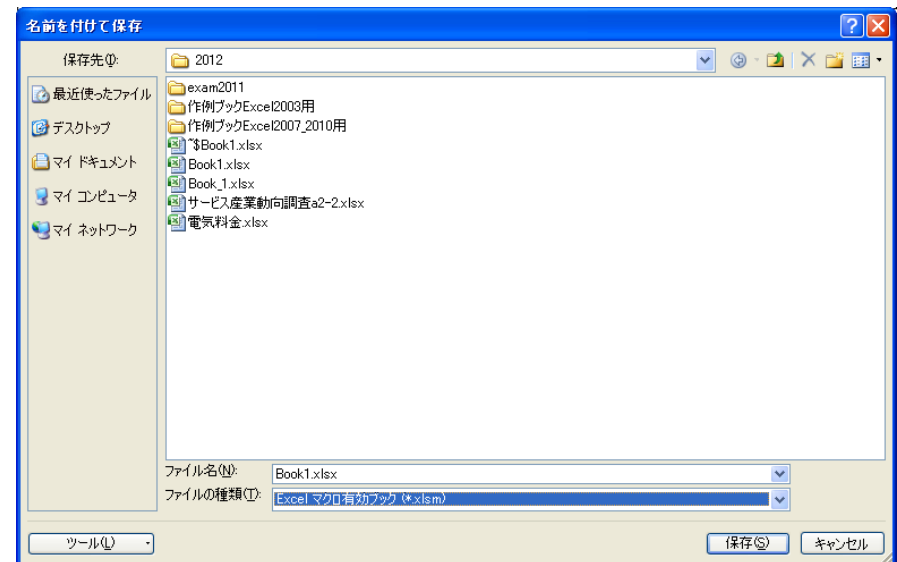 名前を付けて保存
保存先(I):
2012
最近使ったファイル
デスクトップ
マイ ドキュメント
マイ コンピュータ
マイ ネットワーク
exam2011
作例ブックExcel2003用
作例ブックExcel2007_2010用
~$Book1.xlsx
Book1.xlsx
Book_1.xlsx
サービス産業動向調査a2-2.xlsx
電気料金.xlsx
ファイル名(N):
Book1.xlsx
ファイルの種類(T):
Excel マクロ有効ブック (*.xlsm)
ツール(L)
保存(S)
キャンセル